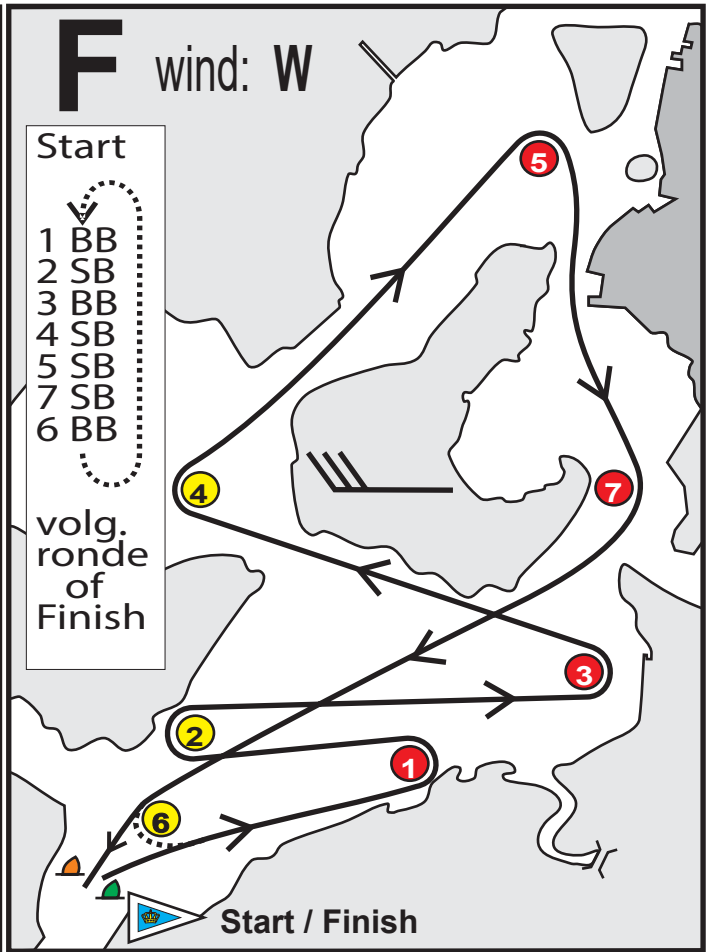 F wind: W
Start
1 BB
2 SB
3 BB
4 SB
5 SB
7 SB
6 BB
volg.
ronde
of
Finish
5
4
7
3
2
1
6
Start / Finish